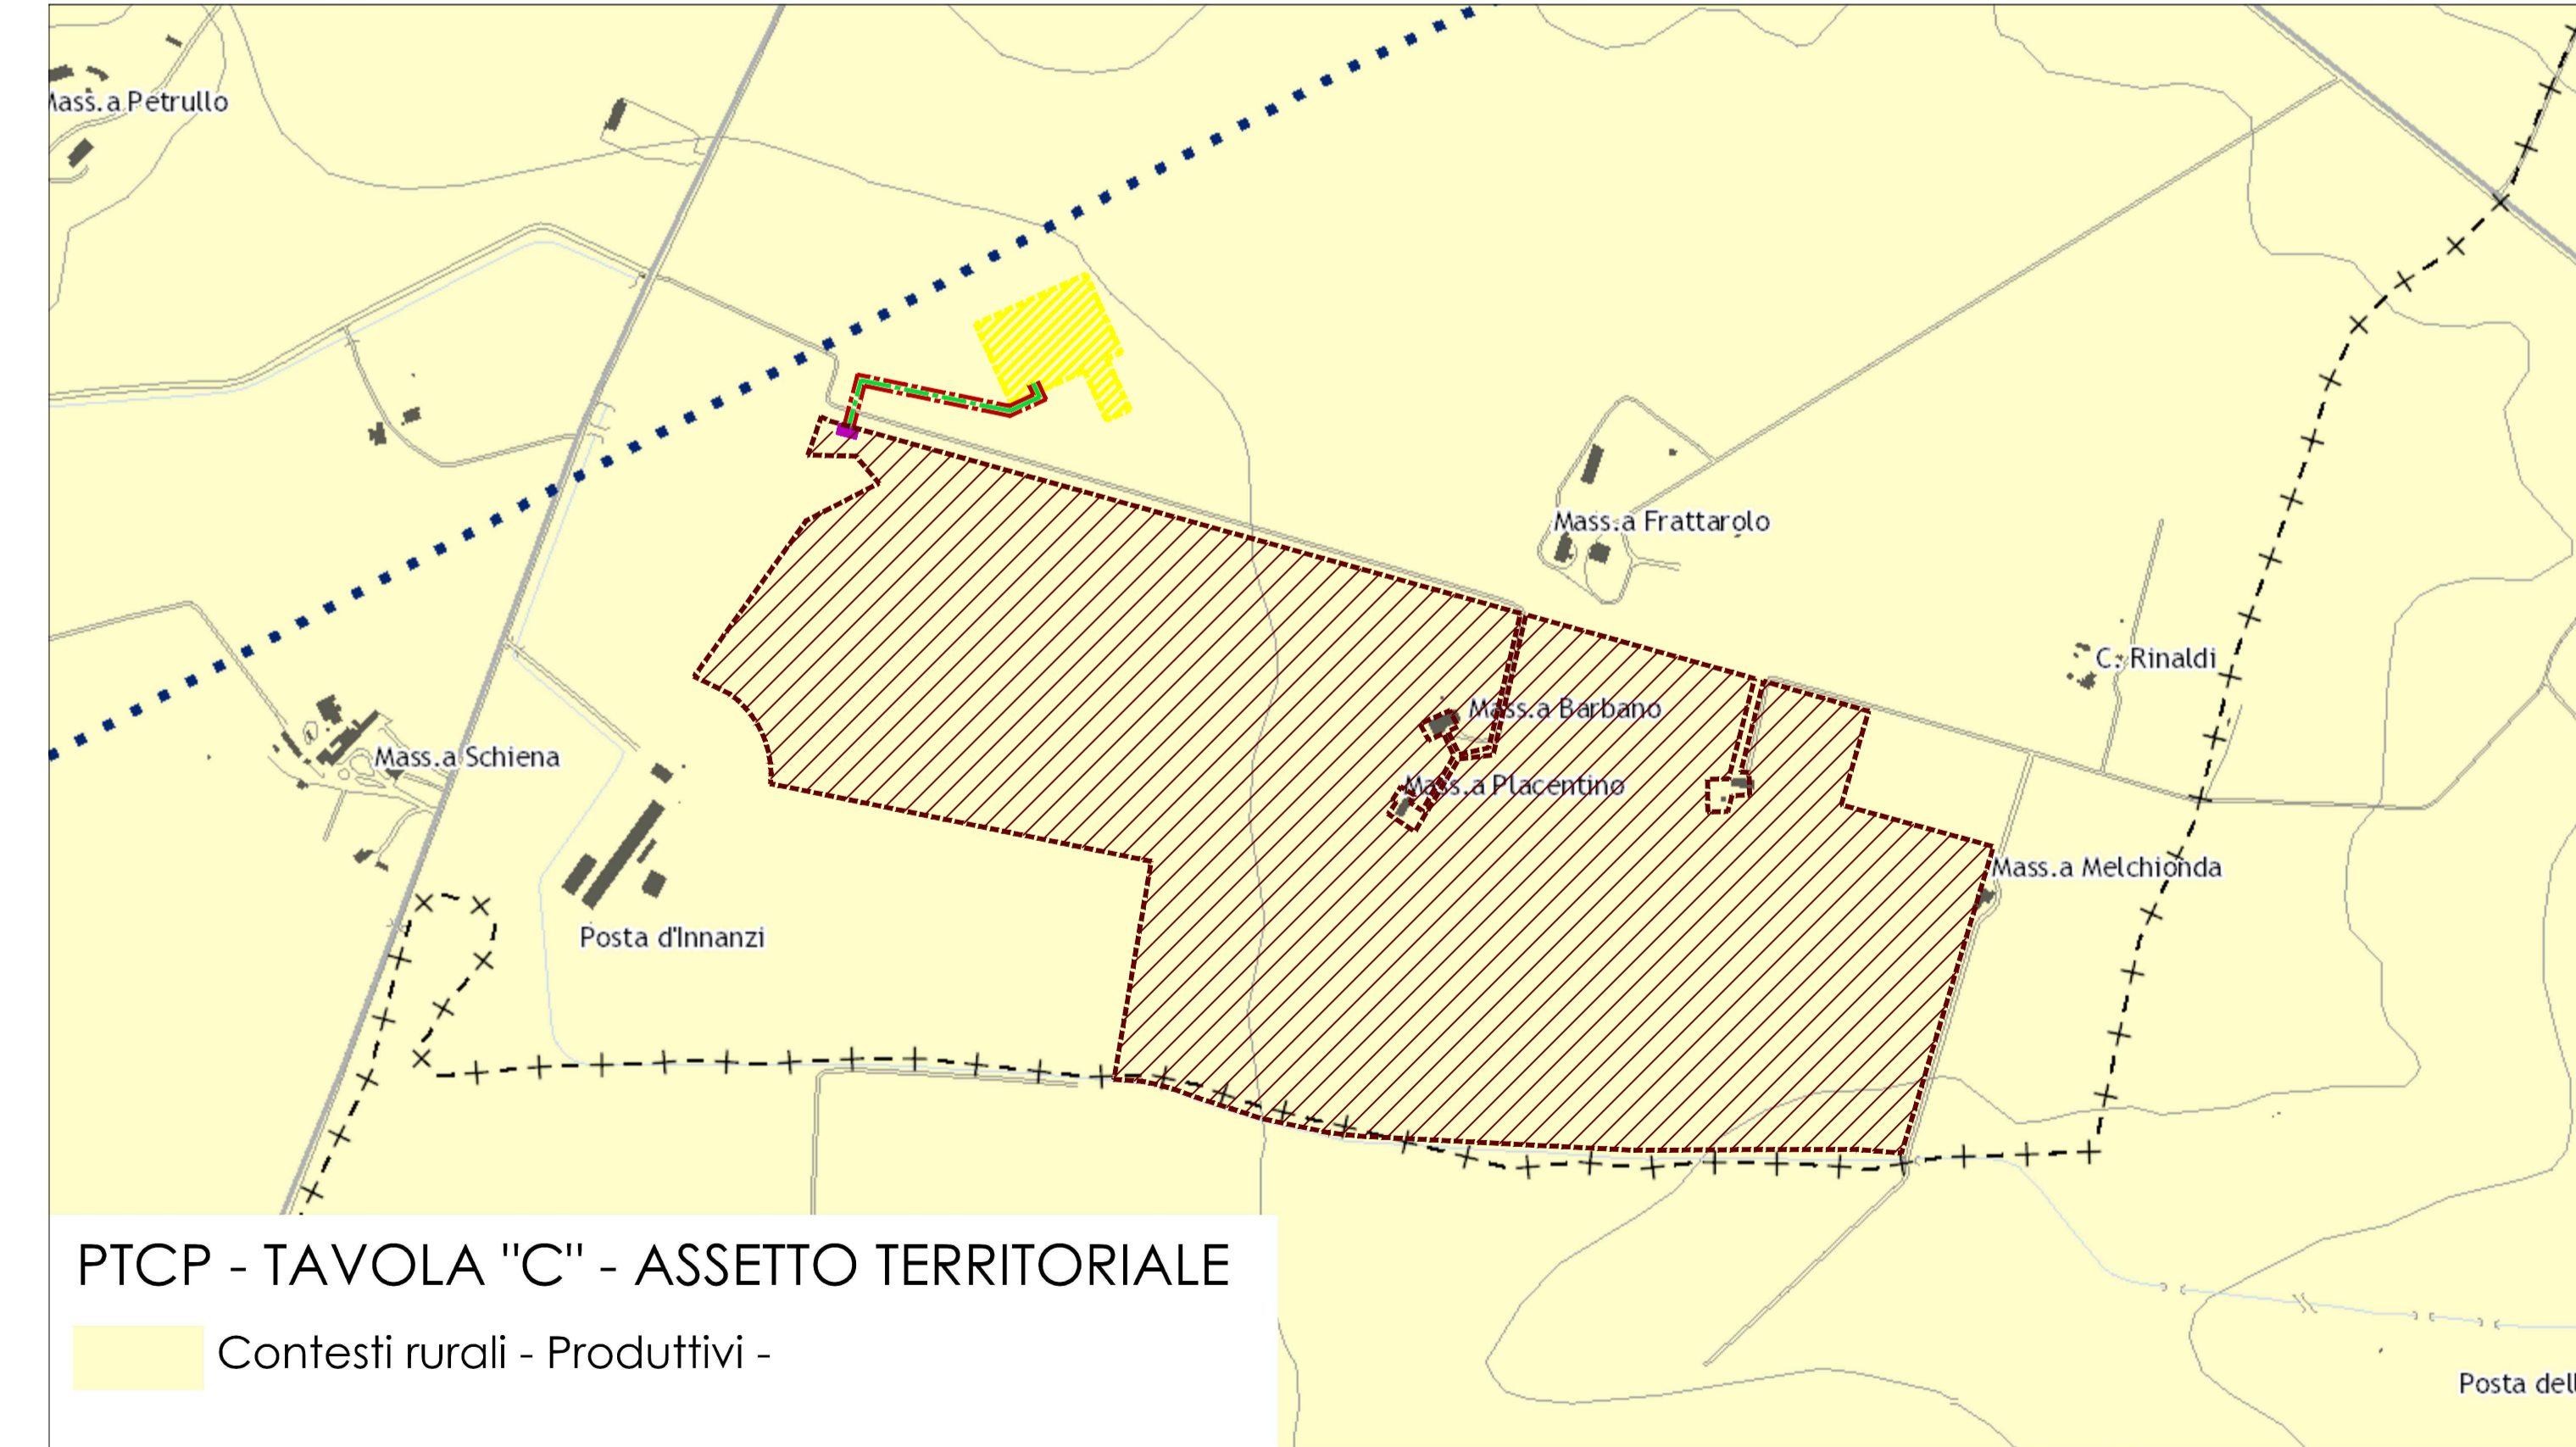 Mass.a Petrullo
Mass.a Frattarolo
C. Rinaldi
Mass.a Barbano
Mass.a Schiena
Mass.a Placentino
Mass.a Melchionda
Posta d'Innanzi
PTCP - TAVOLA "C" - ASSETTO TERRITORIALE
Contesti rurali - Produttivi -
Posta dell